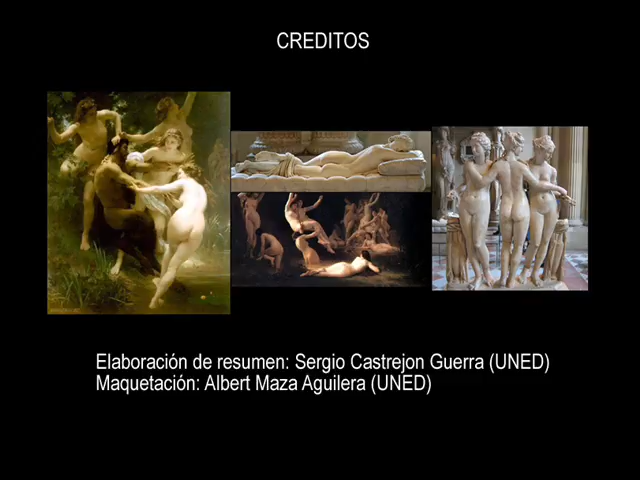 CREDITOS
Elaboración de resumen: Sergio Castrejon Guerra (UNED)
Maquetación: Albert Maza Aguilera (UNED)